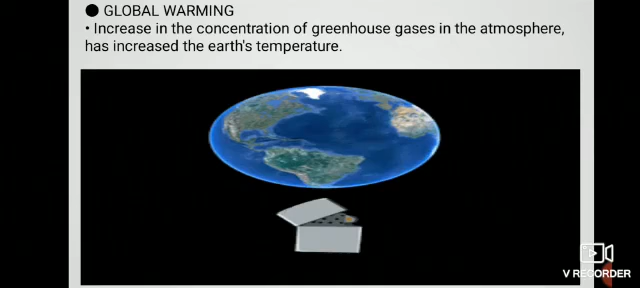 ● GLOBAL WARMING
• Increase in the concentration of greenhouse gases in the atmosphere,
has increased the earth's temperature.
V RECORDER